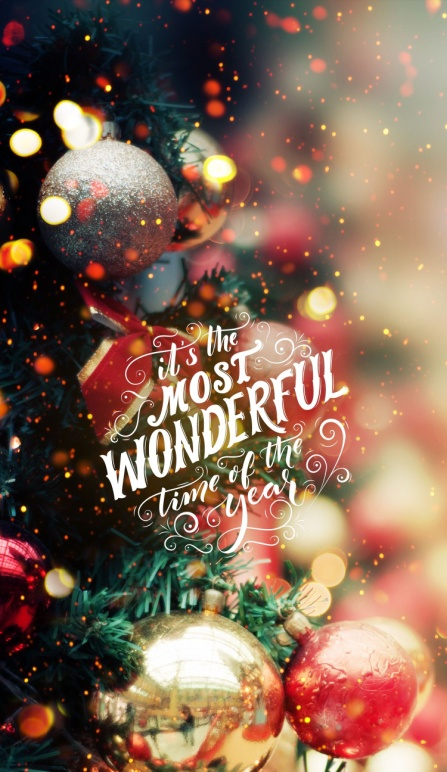 it's the
MOST
WONDERFUL
time of the
year